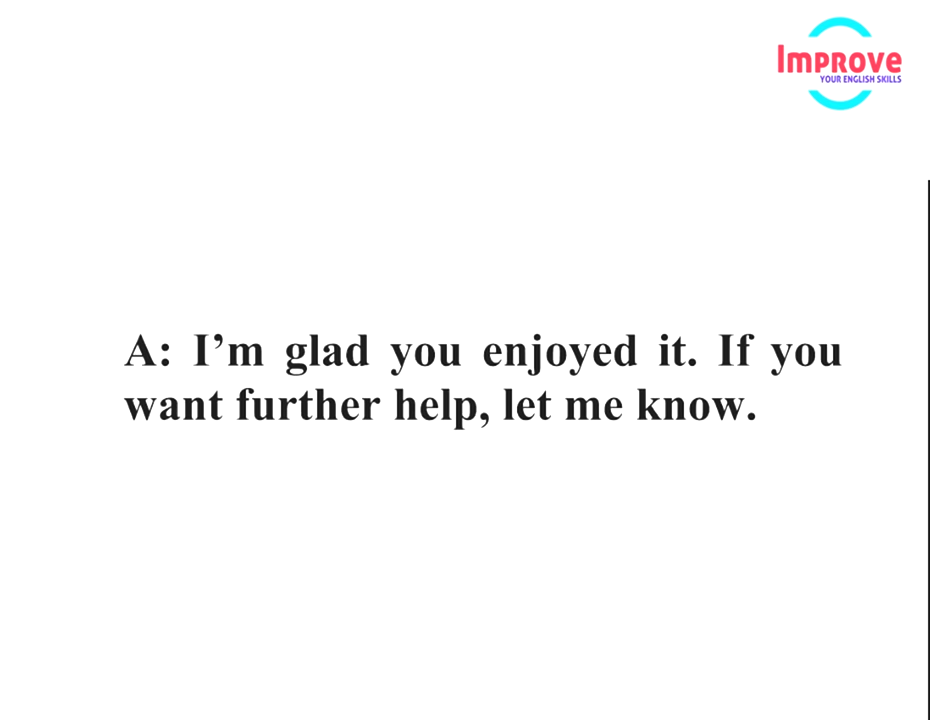 Improve
YOUR ENGLISH SKILLS
A: I’m glad you enjoyed it. If you
want further help, let me know.